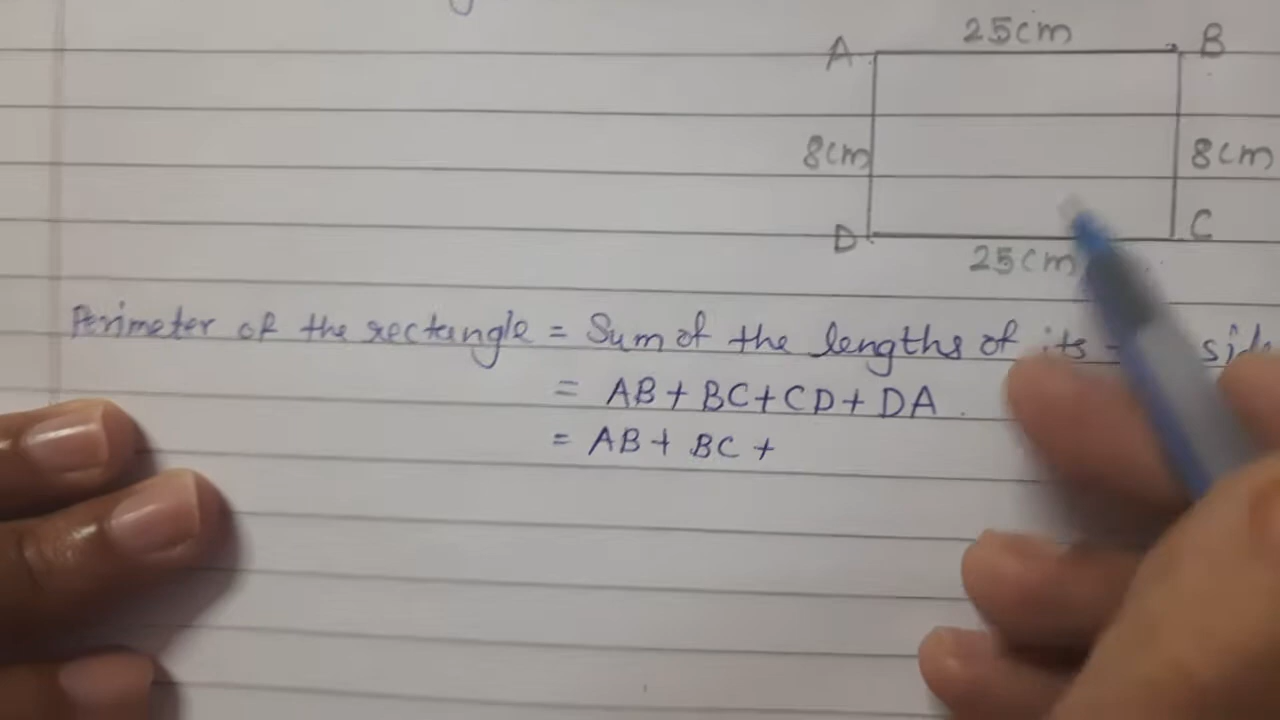 25cm
A B
8cm 8cm
D C
25cm
Perimeter of the rectangle = Sum of the lengths of its
= AB + BC + CD + DA.
= AB + BC +